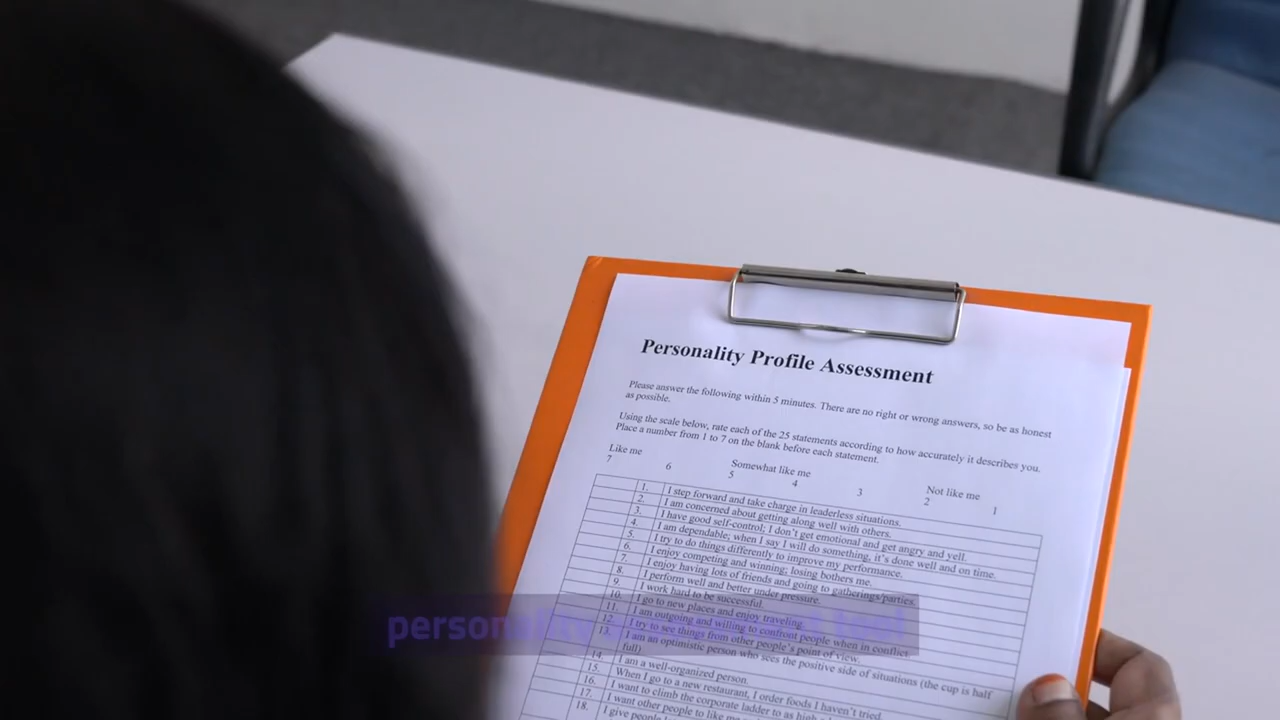 Personality Profile Assessment
Please answer the following within 5 minutes. There are no right or wrong answers, so be as honest
as possible.
Using the scale below, rate each of the 25 statements according to how accurately it describes you.
Place a number from 1 to 7 on the blank before each statement.
Like me Somewhat like me Not like me
7 6 5 4 3 2 1
1. I step forward and take charge in leaderless situations.
2. I am concerned about getting along well with others.
3. I have good self-control; I don't get emotional and get angry and yell.
4. I am dependable; when I say I will do something, it's done well and on time.
5. I try to do things differently to improve my performance.
6. I enjoy competing and winning; losing bothers me.
7. I enjoy having lots of friends and going to gatherings/parties.
8. I perform well and better under pressure.
9. I work hard to be successful.
10. I go to new places and enjoy traveling.
11. I am outgoing and willing to confront people when in conflict
12. I try to see things from other people's point of view.
13. I am an optimistic person who sees the positive side of situations (the cup is half
full)
14. I am a well-organized person.
15. When I go to a new restaurant, I order foods I haven't tried.
16. I want to climb the corporate ladder to as high
17. I want other people to like me
18. I give people
personality tool